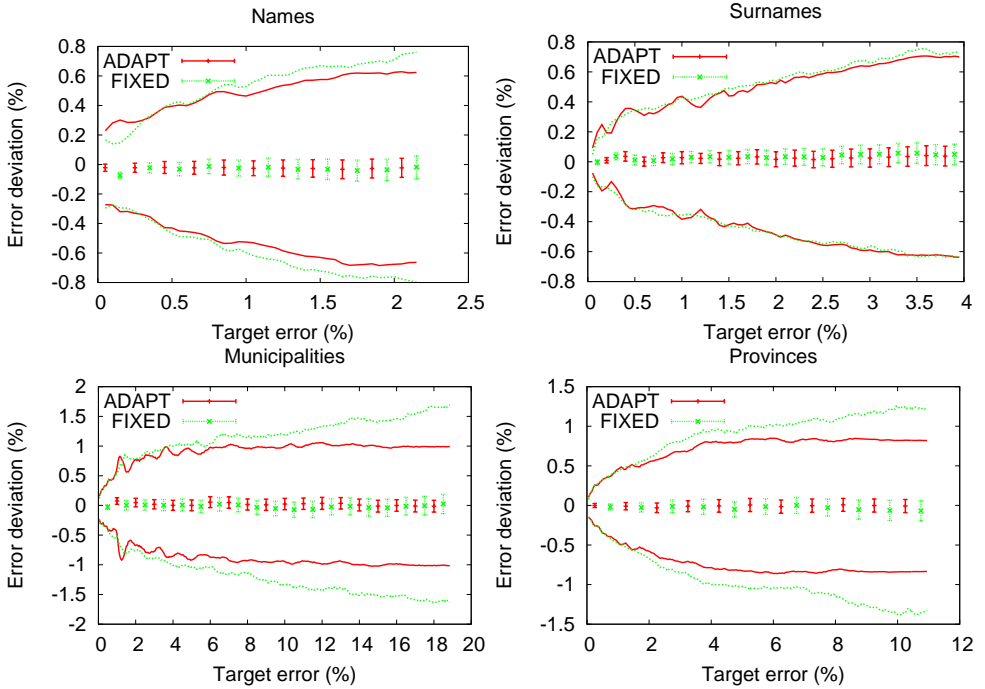 Names
ADAPT
FIXED
0.8
0.6
0.4
0.2
0
-0.2
-0.4
-0.6
-0.8
Error deviation (%)
0 0.5 1 1.5 2 2.5
Target error (%)
Surnames
ADAPT
FIXED
0.8
0.6
0.4
0.2
0
-0.2
-0.4
-0.6
-0.8
Error deviation (%)
0 0.5 1 1.5 2 2.5 3 3.5 4
Target error (%)
Municipalities
ADAPT
FIXED
2
1.5
1
0.5
0
-0.5
-1
-1.5
-2
Error deviation (%)
0 2 4 6 8 10 12 14 16 18 20
Target error (%)
Provinces
ADAPT
FIXED
1.5
1
0.5
0
-0.5
-1
-1.5
Error deviation (%)
0 2 4 6 8 10 12
Target error (%)